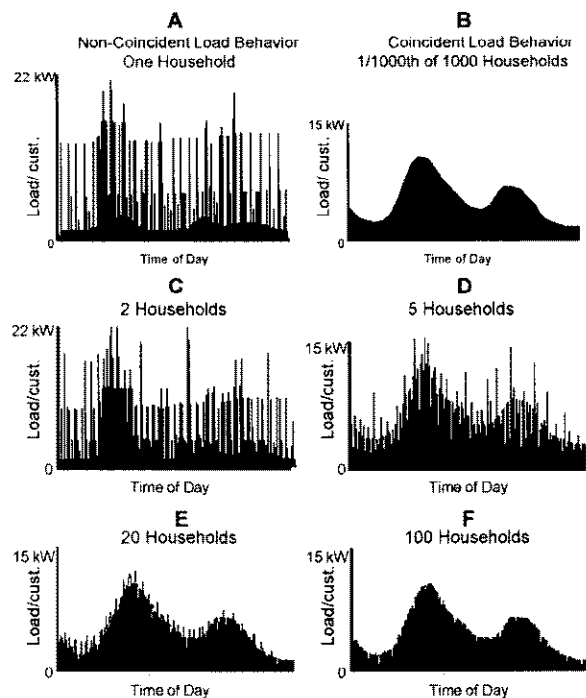 A
Non-Coincident Load Behavior
One Household
22 kW
Load/ cust.
0
Time of Day
B
Coincident Load Behavior
1/1000th of 1000 Households
15 kW
Load/ cust.
0
Time of Day
C
2 Households
22 kW
Load/cust.
0
Time of Day
D
5 Households
15 kW
Load/cust.
0
Time of Day
E
20 Households
15 kW
Load/cust.
0
Time of Day
F
100 Households
15 kW
Load/cust.
0
Time of Day